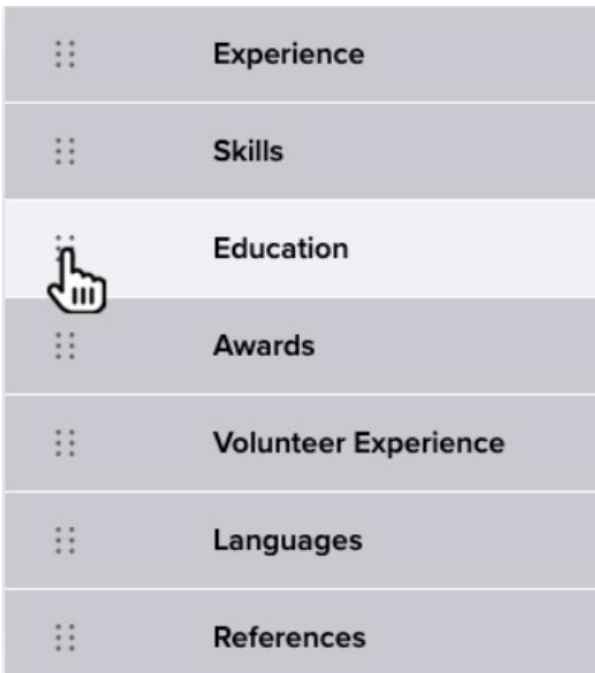 Experience
Skills
Education
Awards
Volunteer Experience
Languages
References